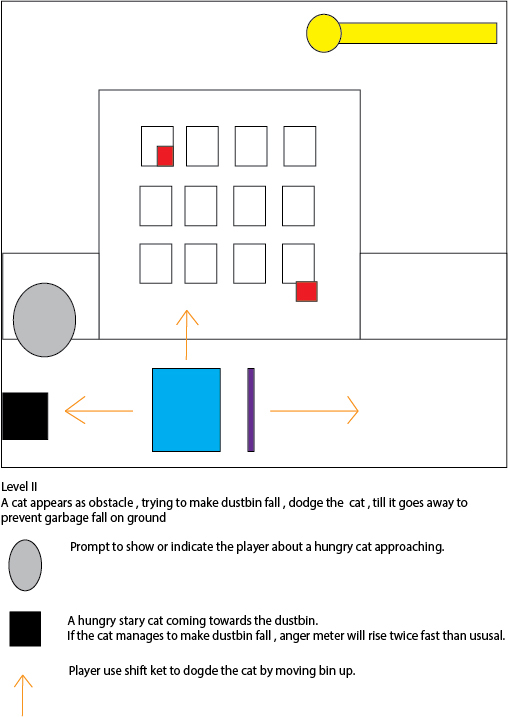 Level II
A cat appears as obstacle , trying to make dustbin fall , dodge the  cat , till it goes away to
prevent garbage fall on ground
Prompt to show or indicate the player about a hungry cat approaching.
A hungry stary cat coming towards the dustbin.
If the cat manages to make dustbin fall , anger meter will rise twice fast than ususal.
Player use shift ket to dogde the cat by moving bin up.